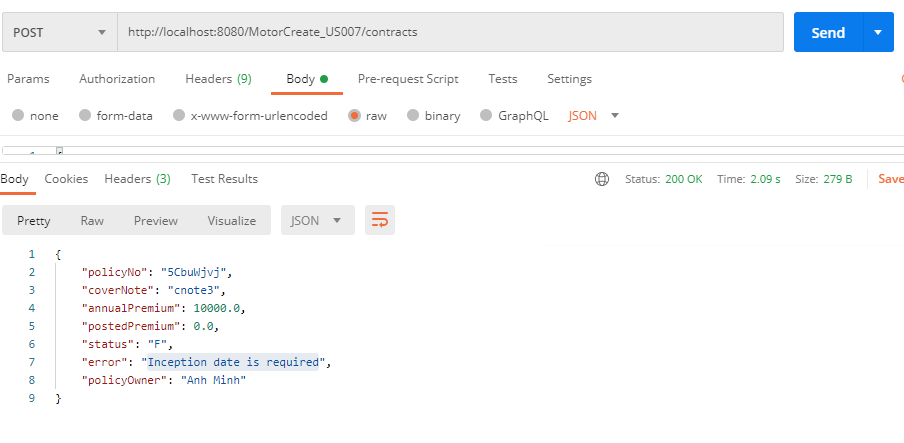 POST http://localhost:8080/MotorCreate_US007/contracts Send
Params Authorization Headers (9) Body Pre-request Script Tests Settings
none form-data x-www-form-urlencoded raw binary GraphQL JSON
Body Cookies Headers (3) Test Results Status: 200 OK Time: 2.09 s Size: 279 B Save
Pretty Raw Preview Visualize JSON
1 {
2 "policyNo": "5CbuWjvj",
3 "coverNote": "cnote3",
4 "annualPremium": 10000.0,
5 "postedPremium": 0.0,
6 "status": "F",
7 "error": "Inception date is required",
8 "policyOwner": "Anh Minh"
9 }